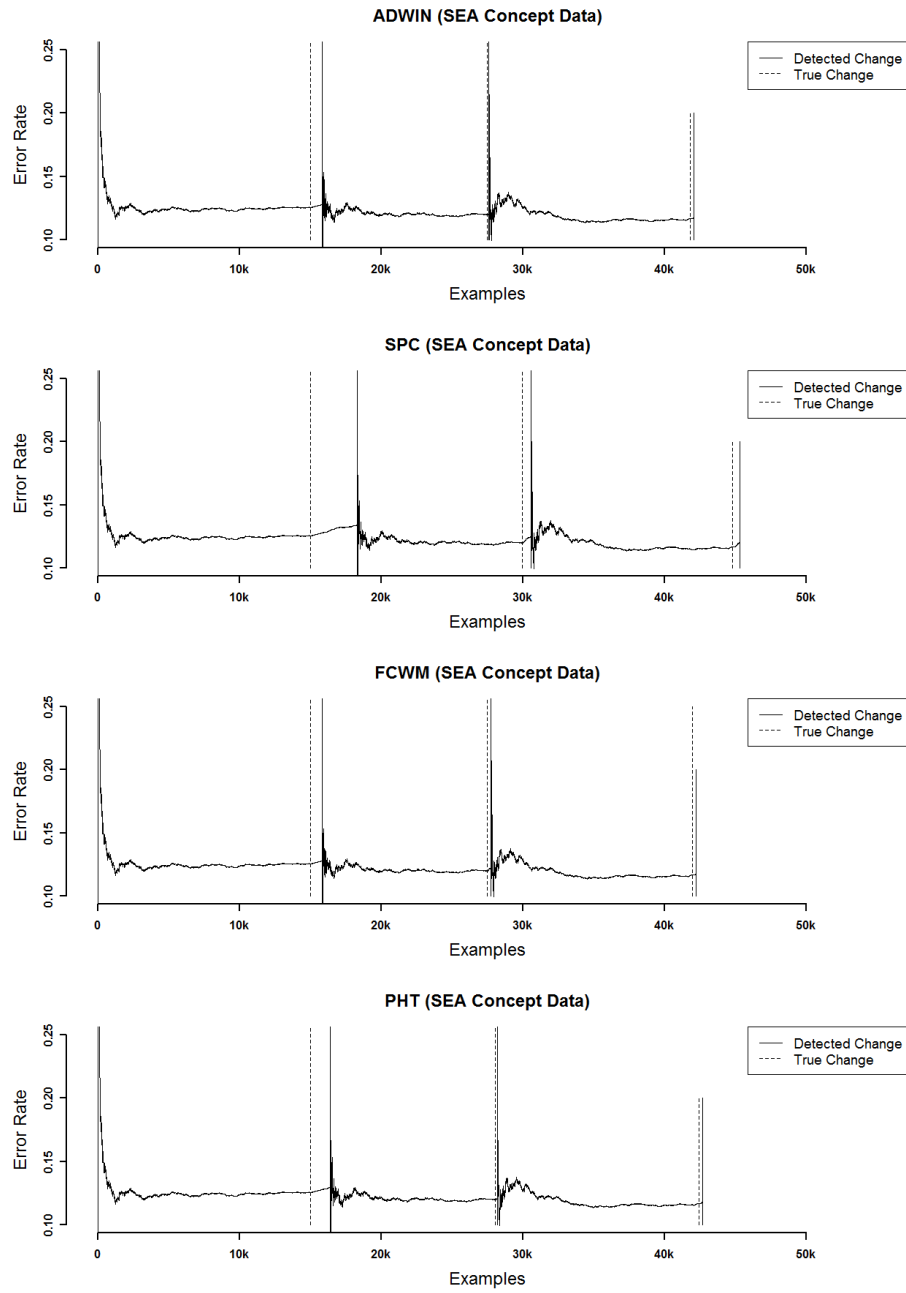 ADWIN (SEA Concept Data)
Error Rate
0.25
0.20
0.15
0.10
Detected Change
True Change
0 10k 20k 30k 40k 50k
Examples
SPC (SEA Concept Data)
Error Rate
0.25
0.20
0.15
0.10
Detected Change
True Change
0 10k 20k 30k 40k 50k
Examples
FCWM (SEA Concept Data)
Error Rate
0.25
0.20
0.15
0.10
Detected Change
True Change
0 10k 20k 30k 40k 50k
Examples
PHT (SEA Concept Data)
Error Rate
0.25
0.20
0.15
0.10
Detected Change
True Change
0 10k 20k 30k 40k 50k
Examples